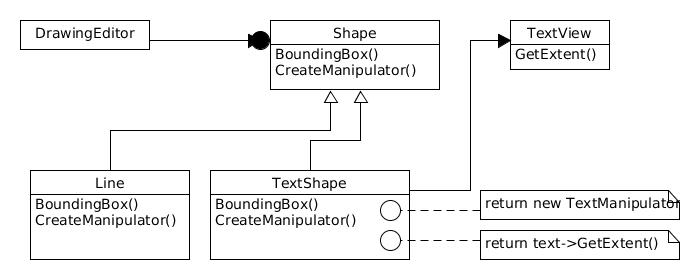 DrawingEditor
Shape
BoundingBox()
CreateManipulator()
TextView
GetExtent()
Line
BoundingBox()
CreateManipulator()
TextShape
BoundingBox()
CreateManipulator()
return new TextManipulator
return text->GetExtent()